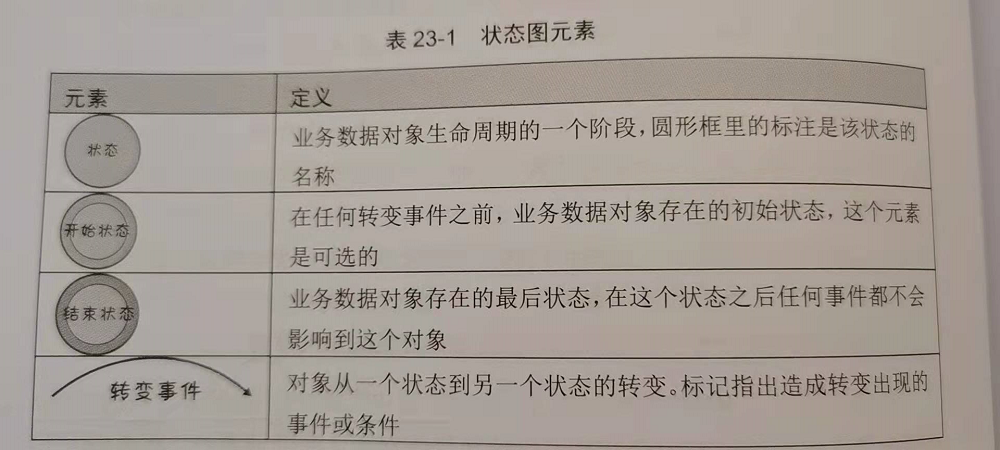 表 23-1 状态图元素
元素 定义
状态
业务数据对象生命周期的一个阶段，圆形框里的标注是该状态的
名称
开始状态
在任何转变事件之前，业务数据对象存在的初始状态，这个元素
是可选的
结束状态
业务数据对象存在的最后状态，在这个状态之后任何事件都不会
影响到这个对象
转变事件
对象从一个状态到另一个状态的转变。标记指出造成转变出现的
事件或条件